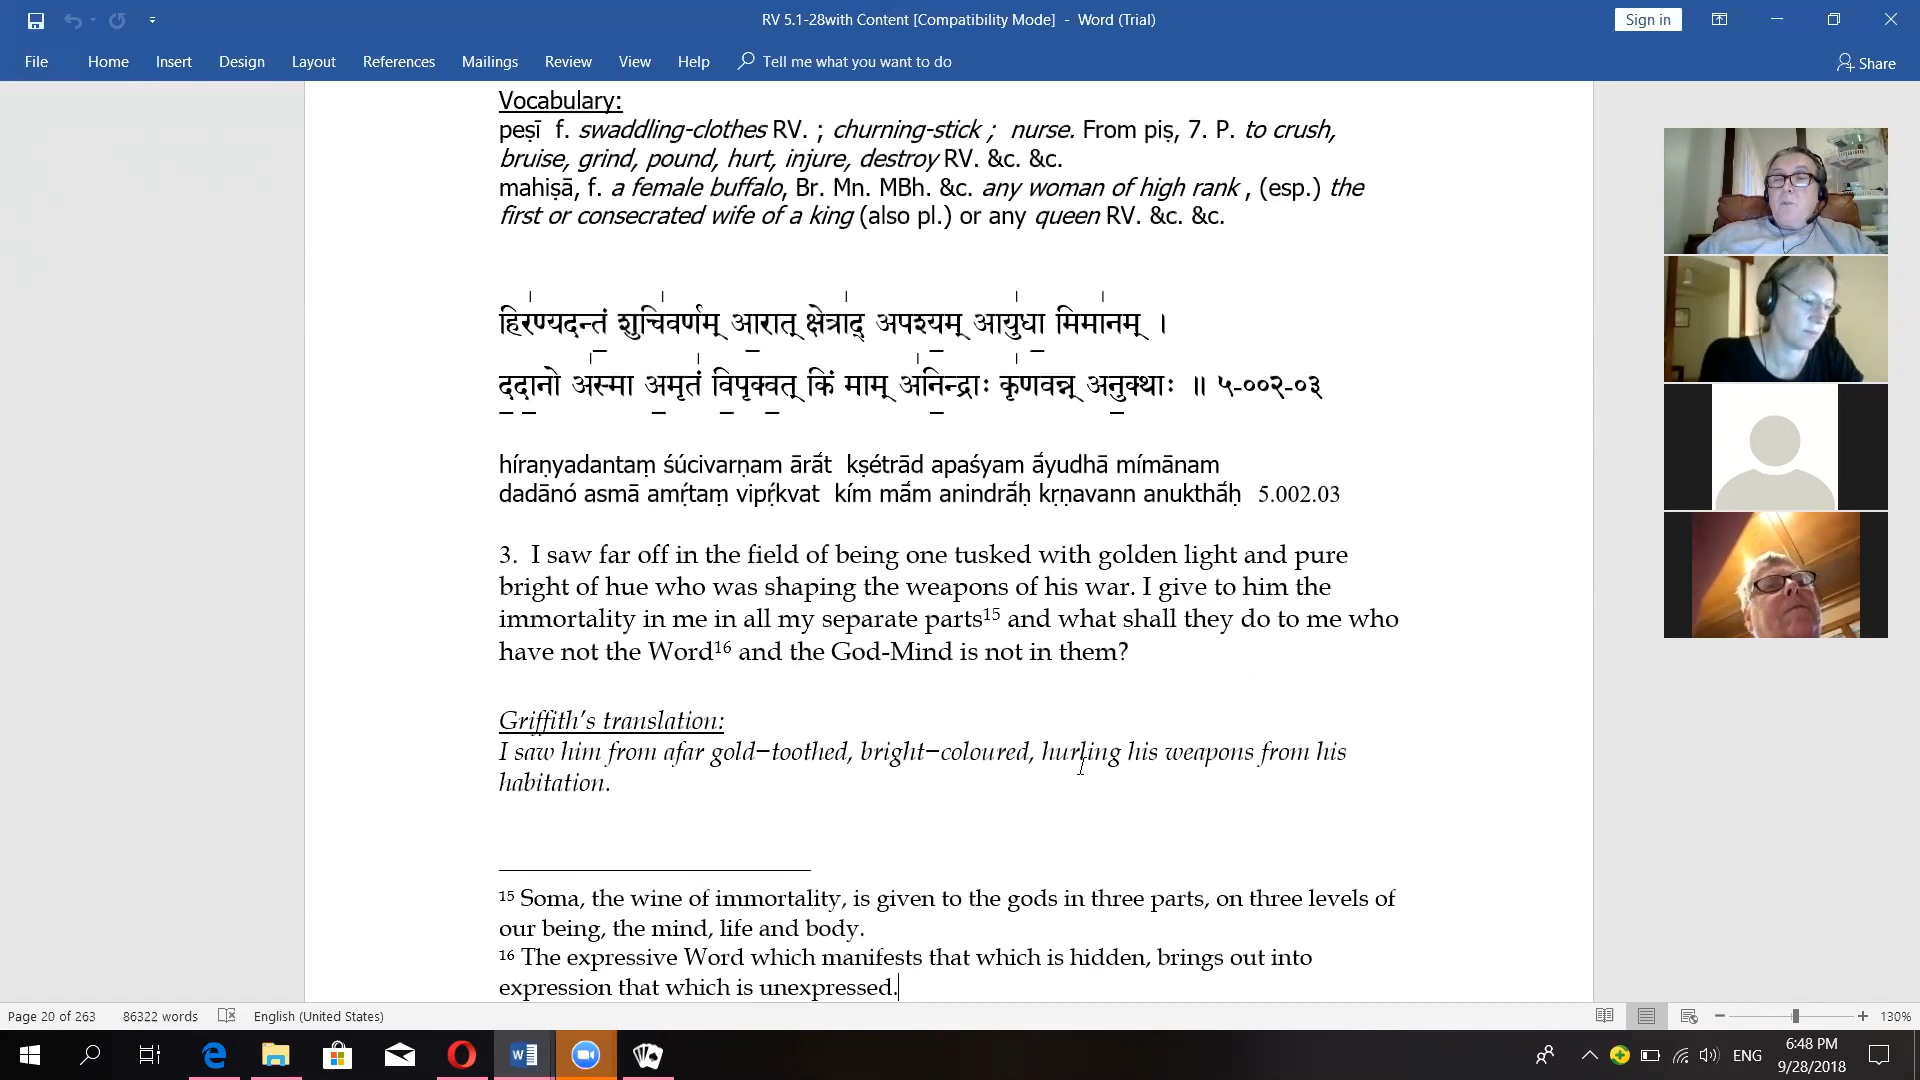 RV 5.1-28with Content [Compatibility Mode] - Word (Trial)
Sign in
File Home Insert Design Layout References Mailings Review View Help Tell me what you want to do
Share
Vocabulary:
peṣī f. swaddling-clothes RV. ; churning-stick ; nurse. From piṣ, 7. P. to crush,
bruise, grind, pound, hurt, injure, destroy RV. &c. &c.
mahiṣā, f. a female buffalo, Br. Mn. MBh. &c. any woman of high rank , (esp.) the
first or consecrated wife of a king (also pl.) or any queen RV. &c. &c.
हिर॑ण्यदन्तं॒ शुचि॑वर्णम् आ॒रात् क्षेत्रा॑द् अपश्य॒म् आयु॑धा॒ मिमा॑नम् ।
द॒दा॒नो अ॑स्मा अ॒मृतं॑ वि॒पृक्व॒त् किं माम् अ॑नि॒न्द्राः कृ॑णवन्न् अनु॒क्थाः ॥ ५-००२-०३
híraṇyadantaṃ śúcivarṇam ārā́t kṣétrād apaśyam ā́yudhā mímānam
dadānó asmā amṛ́taṃ vipṛ́kvat kím mā́m anindrā́ḥ kṛṇavann anukthā́ḥ 5.002.03
3. I saw far off in the field of being one tusked with golden light and pure
bright of hue who was shaping the weapons of his war. I give to him the
immortality in me in all my separate parts¹⁵ and what shall they do to me who
have not the Word¹⁶ and the God-Mind is not in them?
Griffith’s translation:
I saw him from afar gold−toothed, bright−coloured, hurling his weapons from his
habitation.
¹⁵ Soma, the wine of immortality, is given to the gods in three parts, on three levels of
our being, the mind, life and body.
¹⁶ The expressive Word which manifests that which is hidden, brings out into
expression that which is unexpressed.
Page 20 of 263 86322 words English (United States) 130%
ENG
6:48 PM
9/28/2018